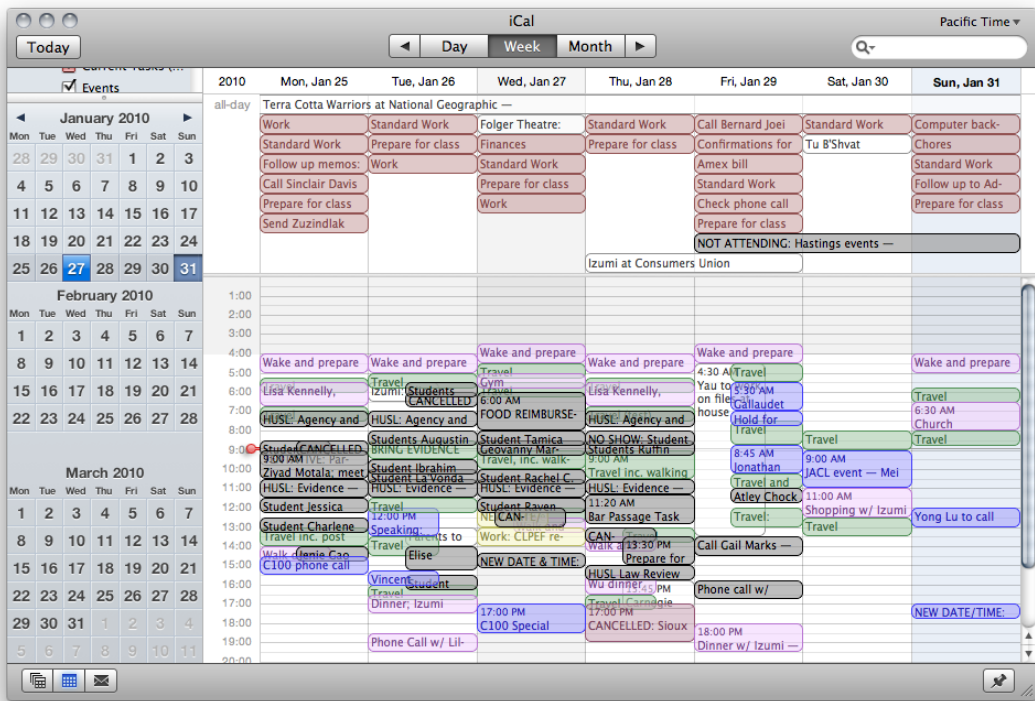 iCal
Pacific Time
Today
Day
Week
Month
Events
January 2010
Mon Tue Wed Thu Fri Sat Sun
28 29 30 31 1 2 3
4 5 6 7 8 9 10
11 12 13 14 15 16 17
18 19 20 21 22 23 24
25 26 27 28 29 30 31
February 2010
Mon Tue Wed Thu Fri Sat Sun
1 2 3 4 5 6 7
8 9 10 11 12 13 14
15 16 17 18 19 20 21
22 23 24 25 26 27 28
March 2010
Mon Tue Wed Thu Fri Sat Sun
1 2 3 4 5 6 7
8 9 10 11 12 13 14
15 16 17 18 19 20 21
22 23 24 25 26 27 28
29 30 31 1 2 3 4
5 6 7 8 9 10 11
2010 Mon, Jan 25 Tue, Jan 26 Wed, Jan 27 Thu, Jan 28 Fri, Jan 29 Sat, Jan 30 Sun, Jan 31
all-day
Terra Cotta Warriors at National Geographic —
Work
Standard Work
Follow up memos:
Call Sinclair Davis
Prepare for class
Send Zuzindlak
Standard Work
Prepare for class
Work
Folger Theatre:
Finances
Standard Work
Prepare for class
Work
Standard Work
Prepare for class
Izumi at Consumers Union
Call Bernard Joei
Confirmations for
Amex bill
Standard Work
Check phone call
Prepare for class
NOT ATTENDING: Hastings events —
Standard Work
Tu B'Shvat
Computer back-
Chores
Standard Work
Follow up to Ad-
Prepare for class
1:00
2:00
3:00
4:00
5:00
6:00
7:00
8:00
9:00
10:00
11:00
12:00
13:00
14:00
15:00
16:00
17:00
18:00
19:00
20:00
Wake and prepare
Lisa Kennelly,
HUSL: Agency and
CANCELLED
9:00 AM
Ziyad Motala: meet
HUSL: Evidence —
Student Jessica
Student Charlene
Travel inc. post
C100 phone call
Wake and prepare
Travel
Izumi:
Students
CANCELLED
HUSL: Agency and
Students Augustin
BRING EVIDENCE
Student Ibrahim
Student La Vonda
HUSL: Evidence —
Travel
12:00 PM
Speaking:
Parents to
Travel
Elise
Vincent
Student
Travel
Dinner; Izumi
Phone Call w/ Lil-
Wake and prepare
Travel
Gym
6:00 AM
FOOD REIMBURSE-
Student Tamica
Geovanny Mar-
Travel, inc. walk-
Student Rachel C.
HUSL: Evidence —
Student Raven
CAN-
Work: CLPEF re-
NEW DATE & TIME:
17:00 PM
C100 Special
Wake and prepare
Lisa Kennelly,
HUSL: Agency and
NO SHOW: Student
Students Ruffin
9:00 AM
Travel inc. walking
HUSL: Evidence —
11:20 AM
Bar Passage Task
CAN-
13:30 PM
Prepare for
HUSL Law Review
Wu dinner
15:45 PM
Carnegie
Travel
17:00 PM
CANCELLED: Sioux
Wake and prepare
Travel
5:30 AM
Gallaudet
Hold for
Travel
8:45 AM
Jonathan
Travel and
Atley Chock
Travel:
Call Gail Marks —
Phone call w/
18:00 PM
Dinner w/ Izumi —
Travel
9:00 AM
JACL event — Mei
11:00 AM
Shopping w/ Izumi
Travel
Wake and prepare
Travel
6:30 AM
Church
Travel
Yong Lu to call
NEW DATE/TIME: